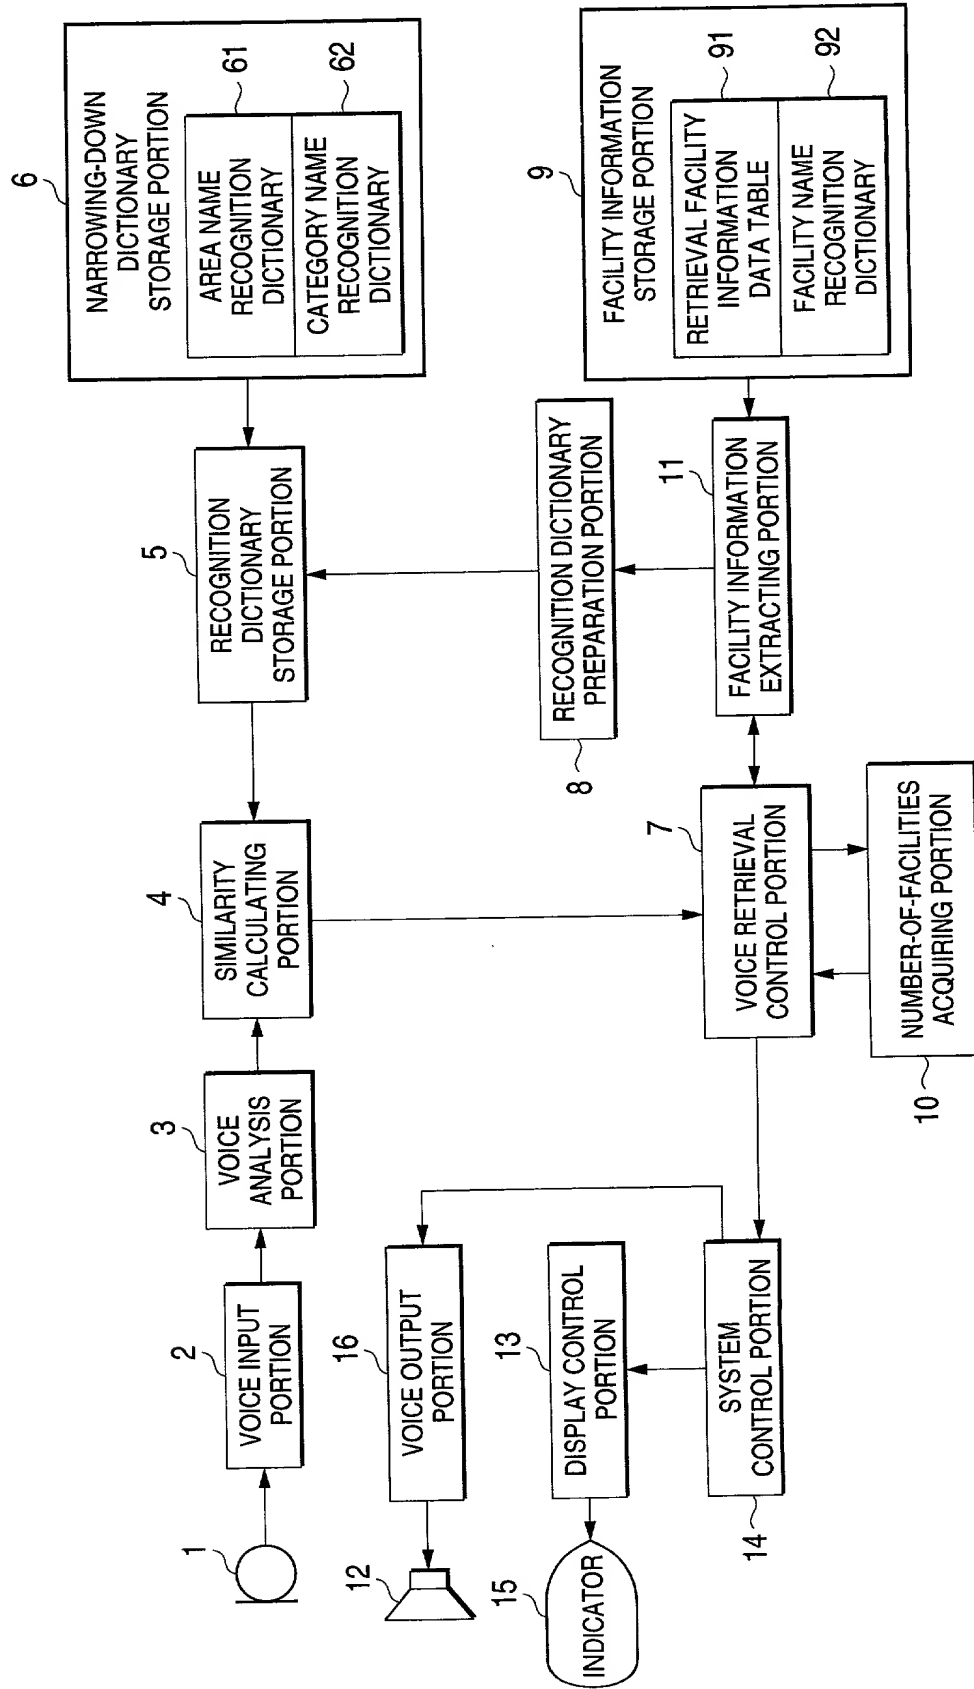 1
2
VOICE INPUT
PORTION
3
VOICE
ANALYSIS
PORTION
4
SIMILARITY
CALCULATING
PORTION
5
RECOGNITION
DICTIONARY
STORAGE PORTION
6
NARROWING-DOWN
DICTIONARY
STORAGE PORTION
AREA NAME
RECOGNITION
DICTIONARY
61
CATEGORY NAME
RECOGNITION
DICTIONARY
62
12
16
VOICE OUTPUT
PORTION
15
INDICATOR
13
DISPLAY CONTROL
PORTION
14
SYSTEM
CONTROL PORTION
7
VOICE RETRIEVAL
CONTROL PORTION
10
NUMBER-OF-FACILITIES
ACQUIRING PORTION
8
RECOGNITION DICTIONARY
PREPARATION PORTION
11
FACILITY INFORMATION
EXTRACTING PORTION
9
FACILITY INFORMATION
STORAGE PORTION
RETRIEVAL FACILITY
INFORMATION
DATA TABLE
91
FACILITY NAME
RECOGNITION
DICTIONARY
92